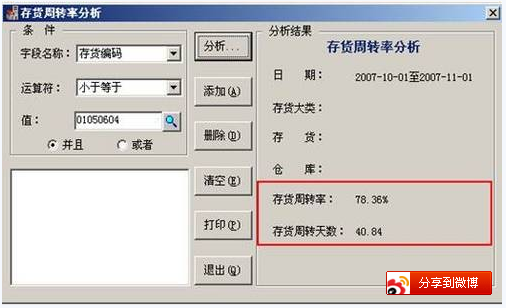 存货周转率分析
条 件
字段名称： 存货编码
运算符： 小于等于
值： 01050604
并且 或者
分析...
添加(A)
删除(D)
清空(E)
打印(P)
退出(Q)
分析结果
存货周转率分析
日 期： 2007-10-01至2007-11-01
存货大类：
存 货：
仓 库：
存货周转率： 78.36%
存货周转天数： 40.84
分享到微博